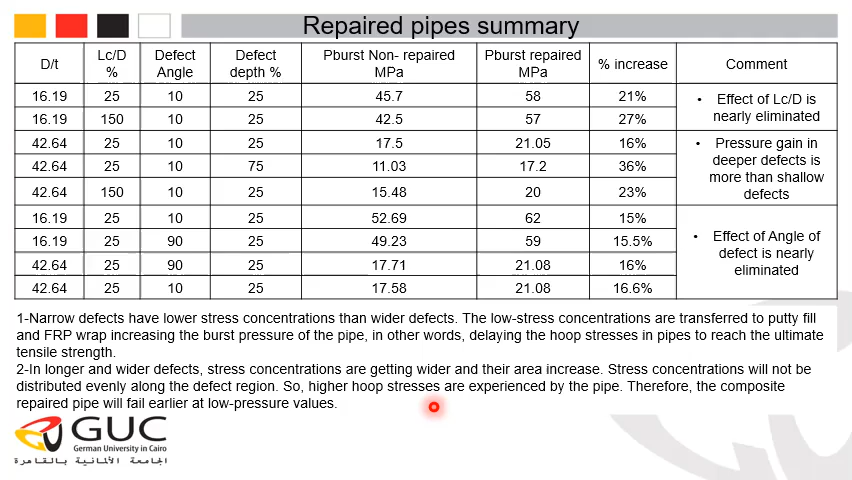 Repaired pipes summary
D/t Lc/D % Defect Angle Defect depth % Pburst Non- repaired MPa Pburst repaired MPa % increase Comment
16.19 25 10 25 45.7 58 21%
16.19 150 10 25 42.5 57 27%
• Effect of Lc/D is
nearly eliminated
42.64 25 10 25 17.5 21.05 16%
42.64 25 10 75 11.03 17.2 36%
42.64 150 10 25 15.48 20 23%
• Pressure gain in
deeper defects is
more than shallow
defects
16.19 25 10 25 52.69 62 15%
16.19 25 90 25 49.23 59 15.5%
42.64 25 90 25 17.71 21.08 16%
42.64 25 10 25 17.58 21.08 16.6%
• Effect of Angle of
defect is nearly
eliminated
1-Narrow defects have lower stress concentrations than wider defects. The low-stress concentrations are transferred to putty fill
and FRP wrap increasing the burst pressure of the pipe, in other words, delaying the hoop stresses in pipes to reach the ultimate
tensile strength.
2-In longer and wider defects, stress concentrations are getting wider and their area increase. Stress concentrations will not be
distributed evenly along the defect region. So, higher hoop stresses are experienced by the pipe. Therefore, the composite
repaired pipe will fail earlier at low-pressure values.
GUC
German University in Cairo
الجامعة الألمانية بالقاهرة